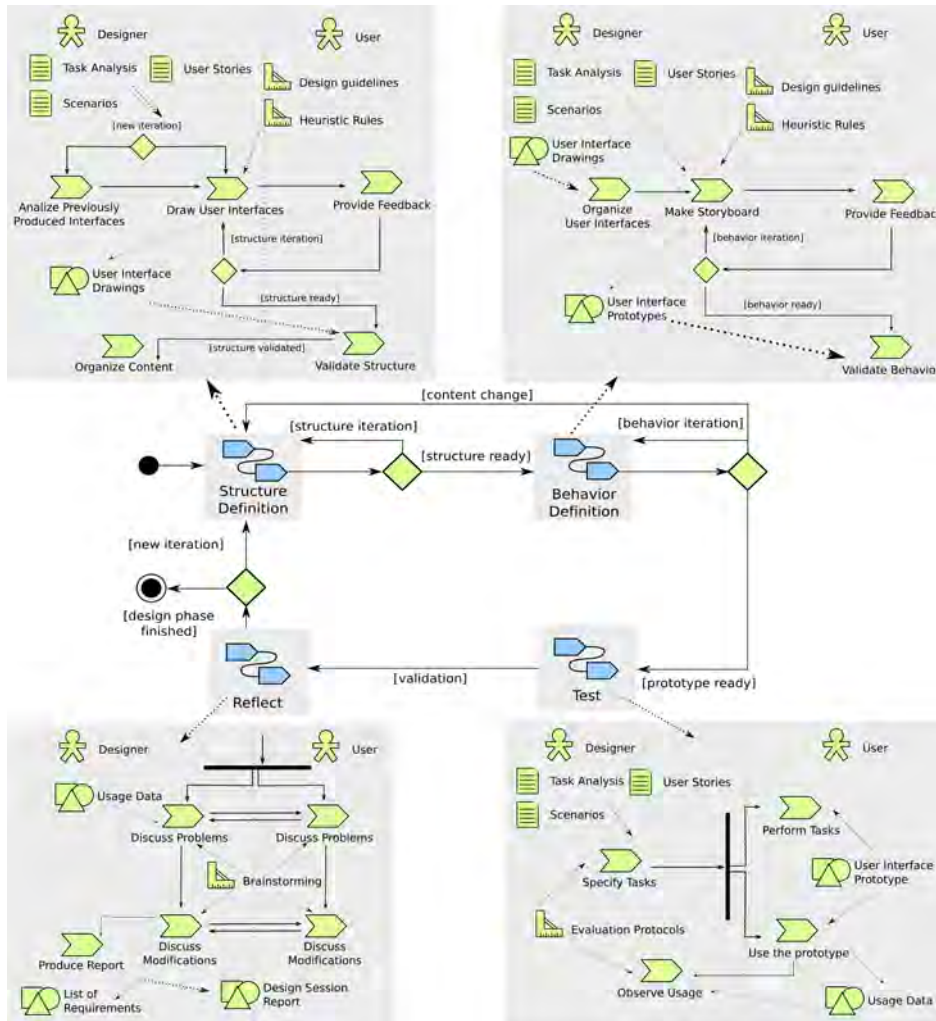 Designer
User
Task Analysis
User Stories
Scenarios
Design guidelines
Heuristic Rules
[new iteration]
Analize Previously
Produced Interfaces
Draw User Interfaces
Provide Feedback
[structure iteration]
User Interface
Drawings
[structure ready]
[structure validated]
Organize Content
Validate Structure
Designer
User
Task Analysis
User Stories
Scenarios
Design guidelines
Heuristic Rules
User Interface
Drawings
Organize
User Interfaces
Make Storyboard
Provide Feedback
[behavior iteration]
User Interface
Prototypes
[behavior ready]
Validate Behavior
[content change]
[structure iteration]
[behavior iteration]
[structure ready]
Structure
Definition
Behavior
Definition
[new iteration]
[design phase
finished]
[validation]
[prototype ready]
Reflect
Test
Designer
User
Usage Data
Discuss Problems
Discuss Problems
Brainstorming
Discuss
Modifications
Discuss
Modifications
Produce Report
List of
Requirements
Design Session
Report
Designer
User
Task Analysis
User Stories
Scenarios
Perform Tasks
Specify Tasks
User Interface
Prototype
Evaluation Protocols
Use the prototype
Observe Usage
Usage Data